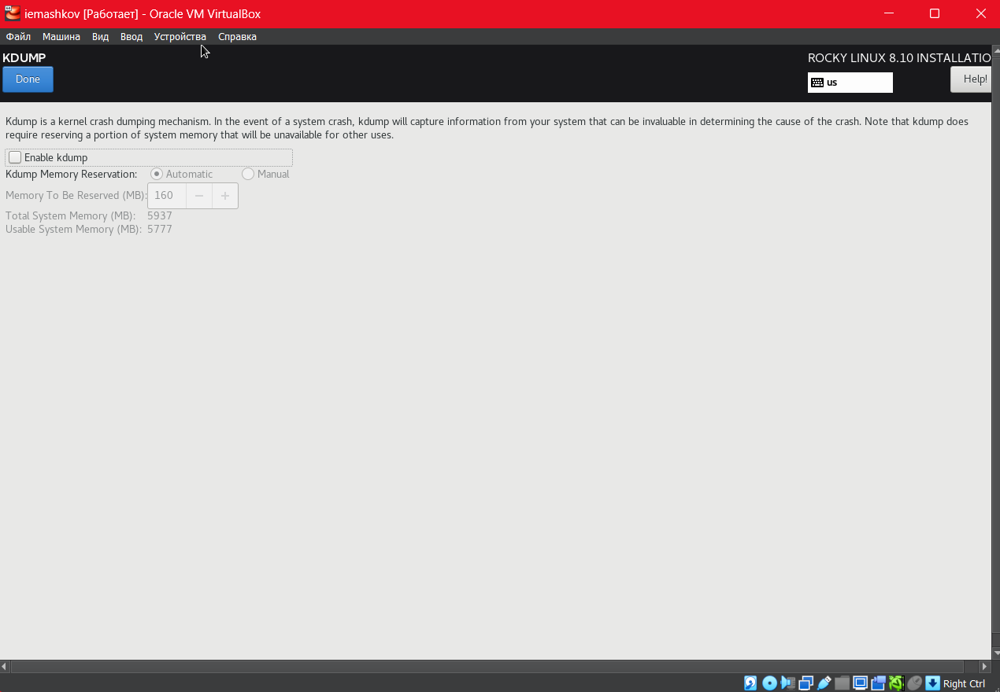 iemashkov [Работает] - Oracle VM VirtualBox
Файл Машина Вид Ввод Устройства Справка
KDUMP
ROCKY LINUX 8.10 INSTALLATIO
Done
us
Help!
Kdump is a kernel crash dumping mechanism. In the event of a system crash, kdump will capture information from your system that can be invaluable in determining the cause of the crash. Note that kdump does
require reserving a portion of system memory that will be unavailable for other uses.
Enable kdump
Kdump Memory Reservation: Automatic Manual
Memory To Be Reserved (MB): 160 − +
Total System Memory (MB): 5937
Usable System Memory (MB): 5777
Right Ctrl